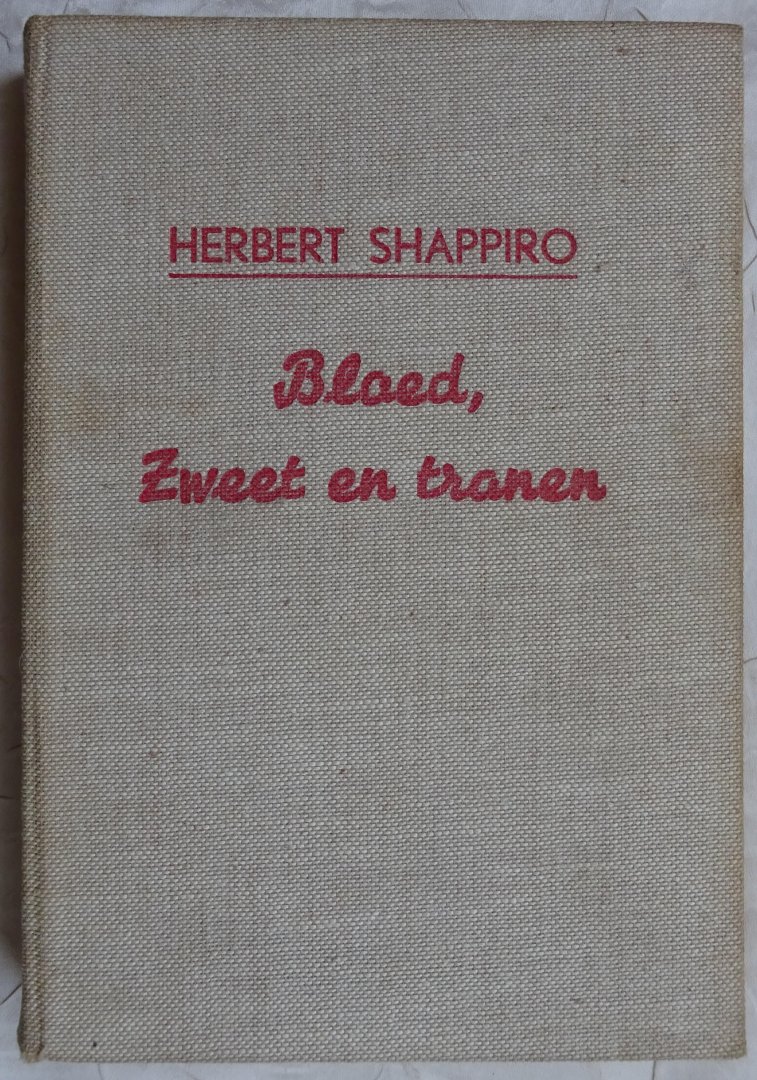 HERBERT SHAPPIRO
Bloed,
Zweet en tranen